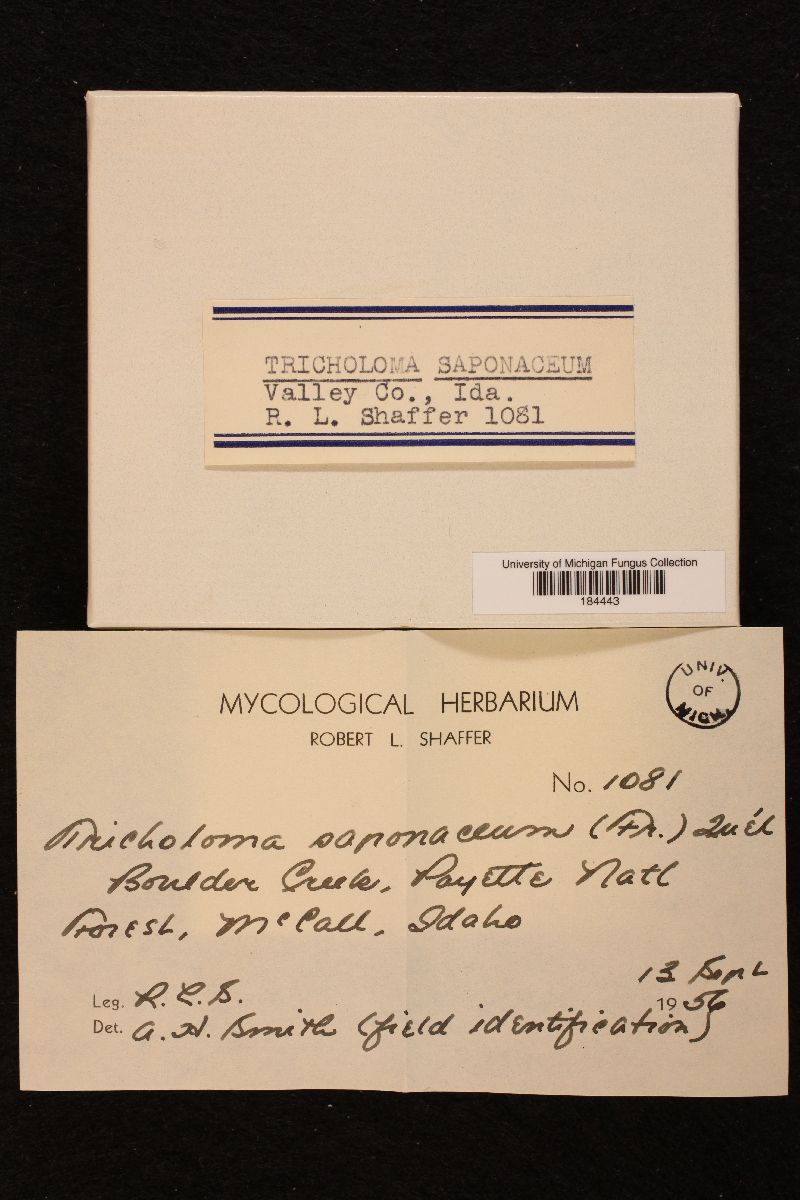 TRICHOLOMA SAPONACEUM
Valley Co., Ida.
R. L. Shaffer 1081
University of Michigan Fungus Collection
184443
MYCOLOGICAL HERBARIUM
ROBERT L. SHAFFER
UNIV.
OF
MICH.
No. 1081
Tricholoma saponaceum (Fr.) Quél
Boulder Creek, Payette Natl
Forest, McCall, Idaho
13 Sept
Leg. R. L. S.
1956
Det. A. H. Smith (field identification)